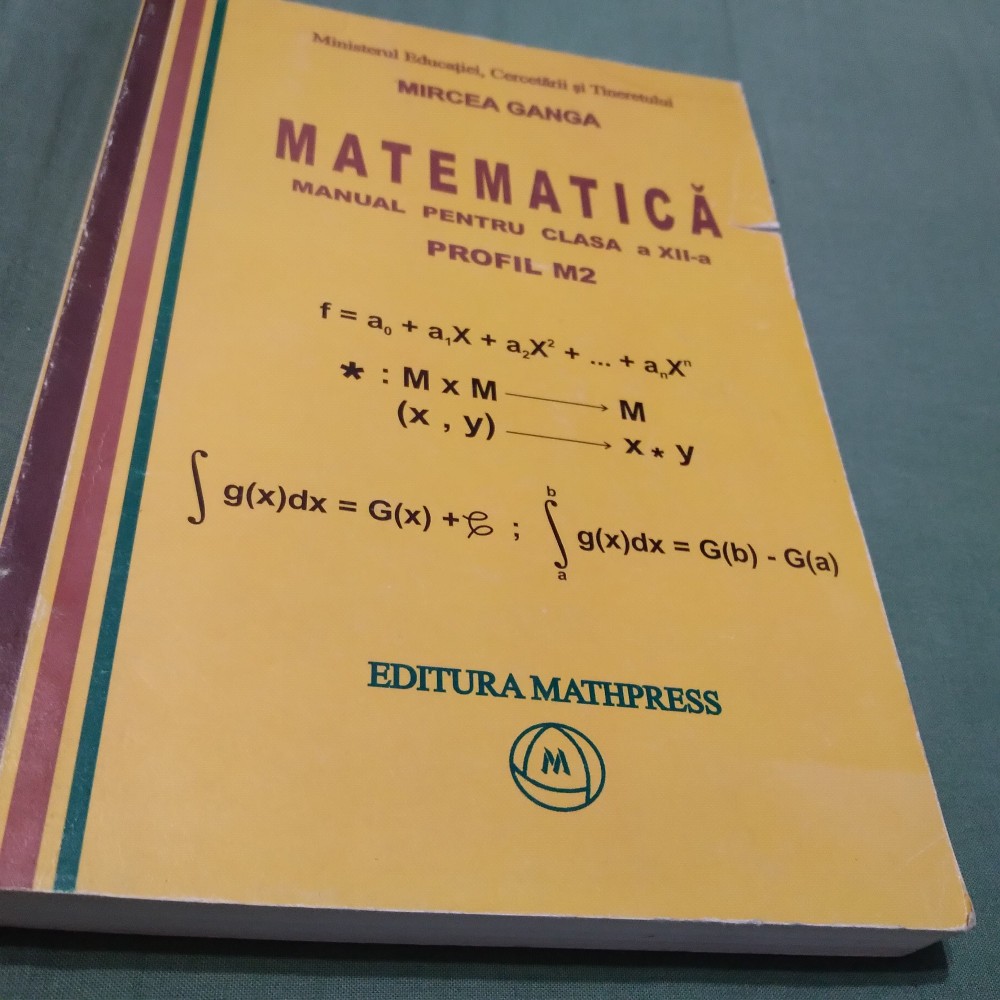 Ministerul Educației, Cercetării și Tineretului
MIRCEA GANGA
MATEMATICĂ
MANUAL PENTRU CLASA a XII-a
PROFIL M2
f = a₀ + a₁X + a₂X² + ... + aₙXⁿ
* : M x M ⟶ M
(x , y) ⟶ x * y
∫ g(x)dx = G(x) + 𝒞 ; ∫ₐᵇ g(x)dx = G(b) - G(a)
EDITURA MATHPRESS
M